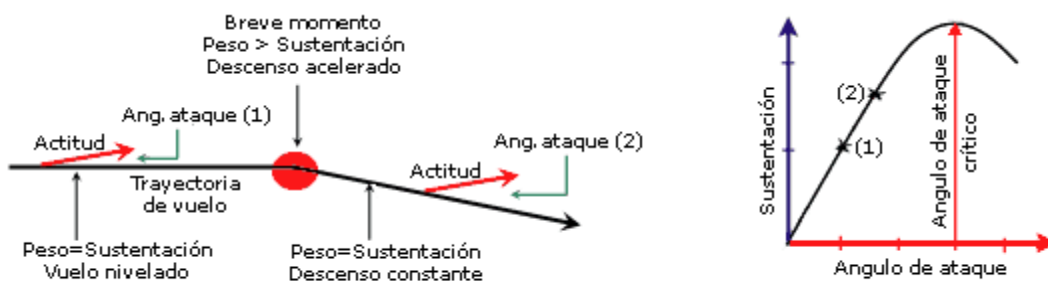 Breve momento
Peso > Sustentación
Descenso acelerado
Ang. ataque (1)
Actitud
Ang. ataque (2)
Actitud
Trayectoria
de vuelo
Peso=Sustentación
Vuelo nivelado
Peso=Sustentación
Descenso constante
Sustentación
(2)
(1)
Angulo de ataque
crítico
Angulo de ataque